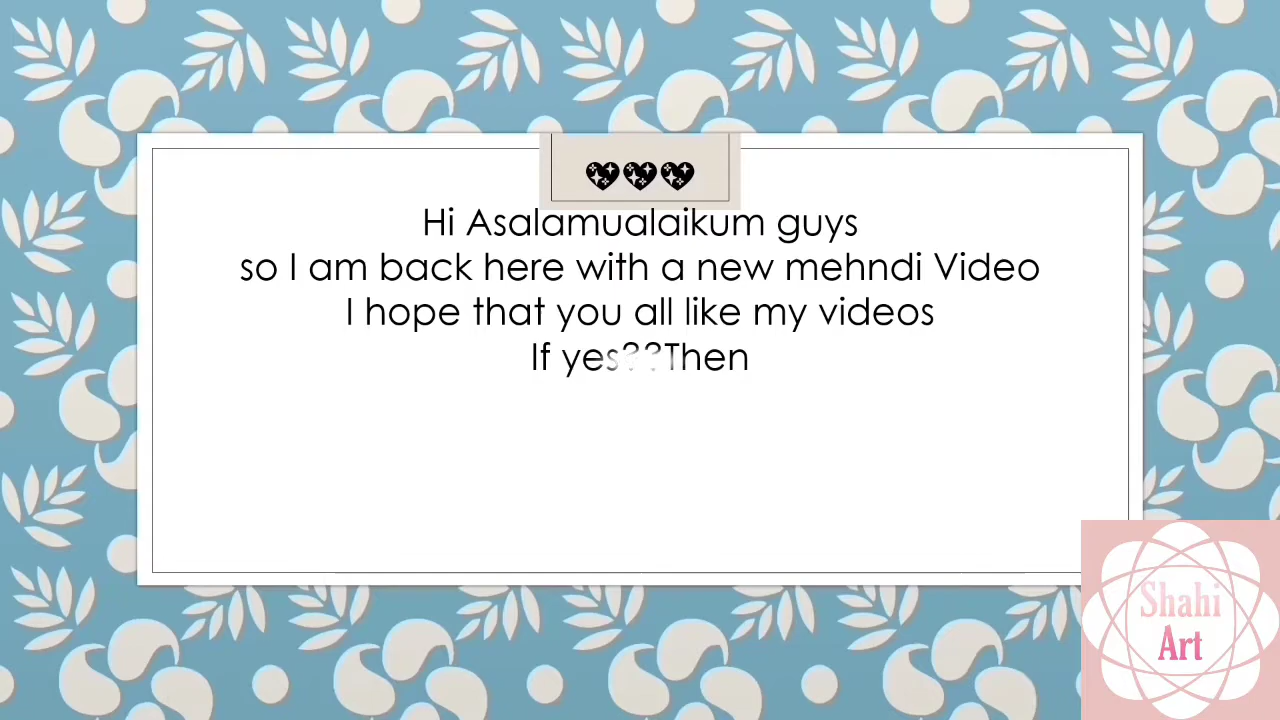 💖💖💖
Hi Asalamualaikum guys
so I am back here with a new mehndi Video
I hope that you all like my videos
If yes??Then
Shahi
Art